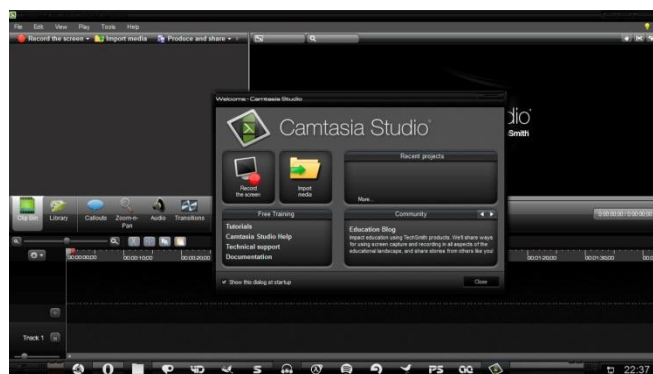 File Edit View Play Tools Help
Record the screen Import media Produce and share
Welcome - Camtasia Studio
Camtasia Studio
dio
Smith
Record the screen
Import media
Recent projects
More...
Clip Bin Library Callouts Zoom-n-Pan Audio Transitions
Free Training
Tutorials
Camtasia Studio Help
Technical support
Documentation
Community
Education Blog
Impact education using TechSmith products. We'll share ways
for using screen capture and recording in all aspects of the
educational landscape, and share stories from others like you!
Show this dialog at startup
Close
Track 1
PS
22:37